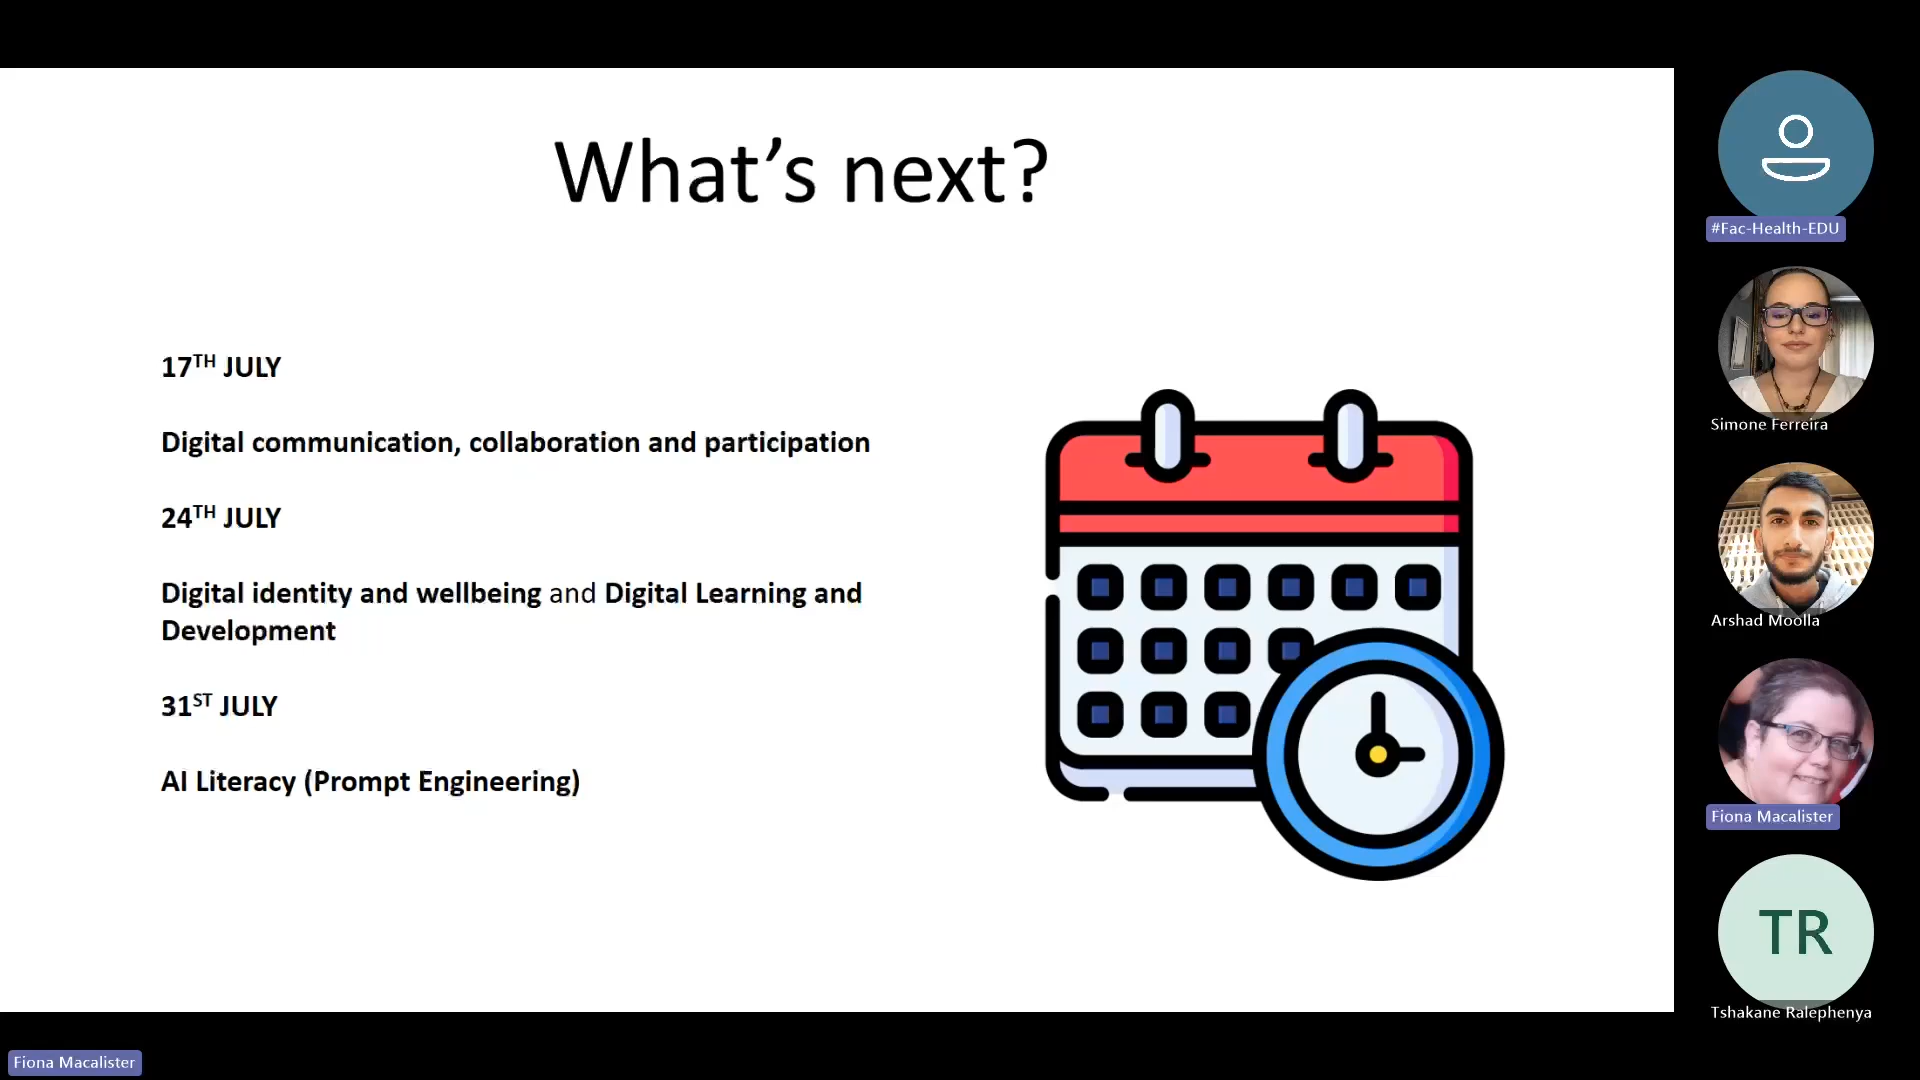 What’s next?
17TH JULY
Digital communication, collaboration and participation
24TH JULY
Digital identity and wellbeing and Digital Learning and
Development
31ST JULY
AI Literacy (Prompt Engineering)
#Fac-Health-EDU
Simone Ferreira
Arshad Moolla
Fiona Macalister
TR
Tshakane Ralephenya
Fiona Macalister